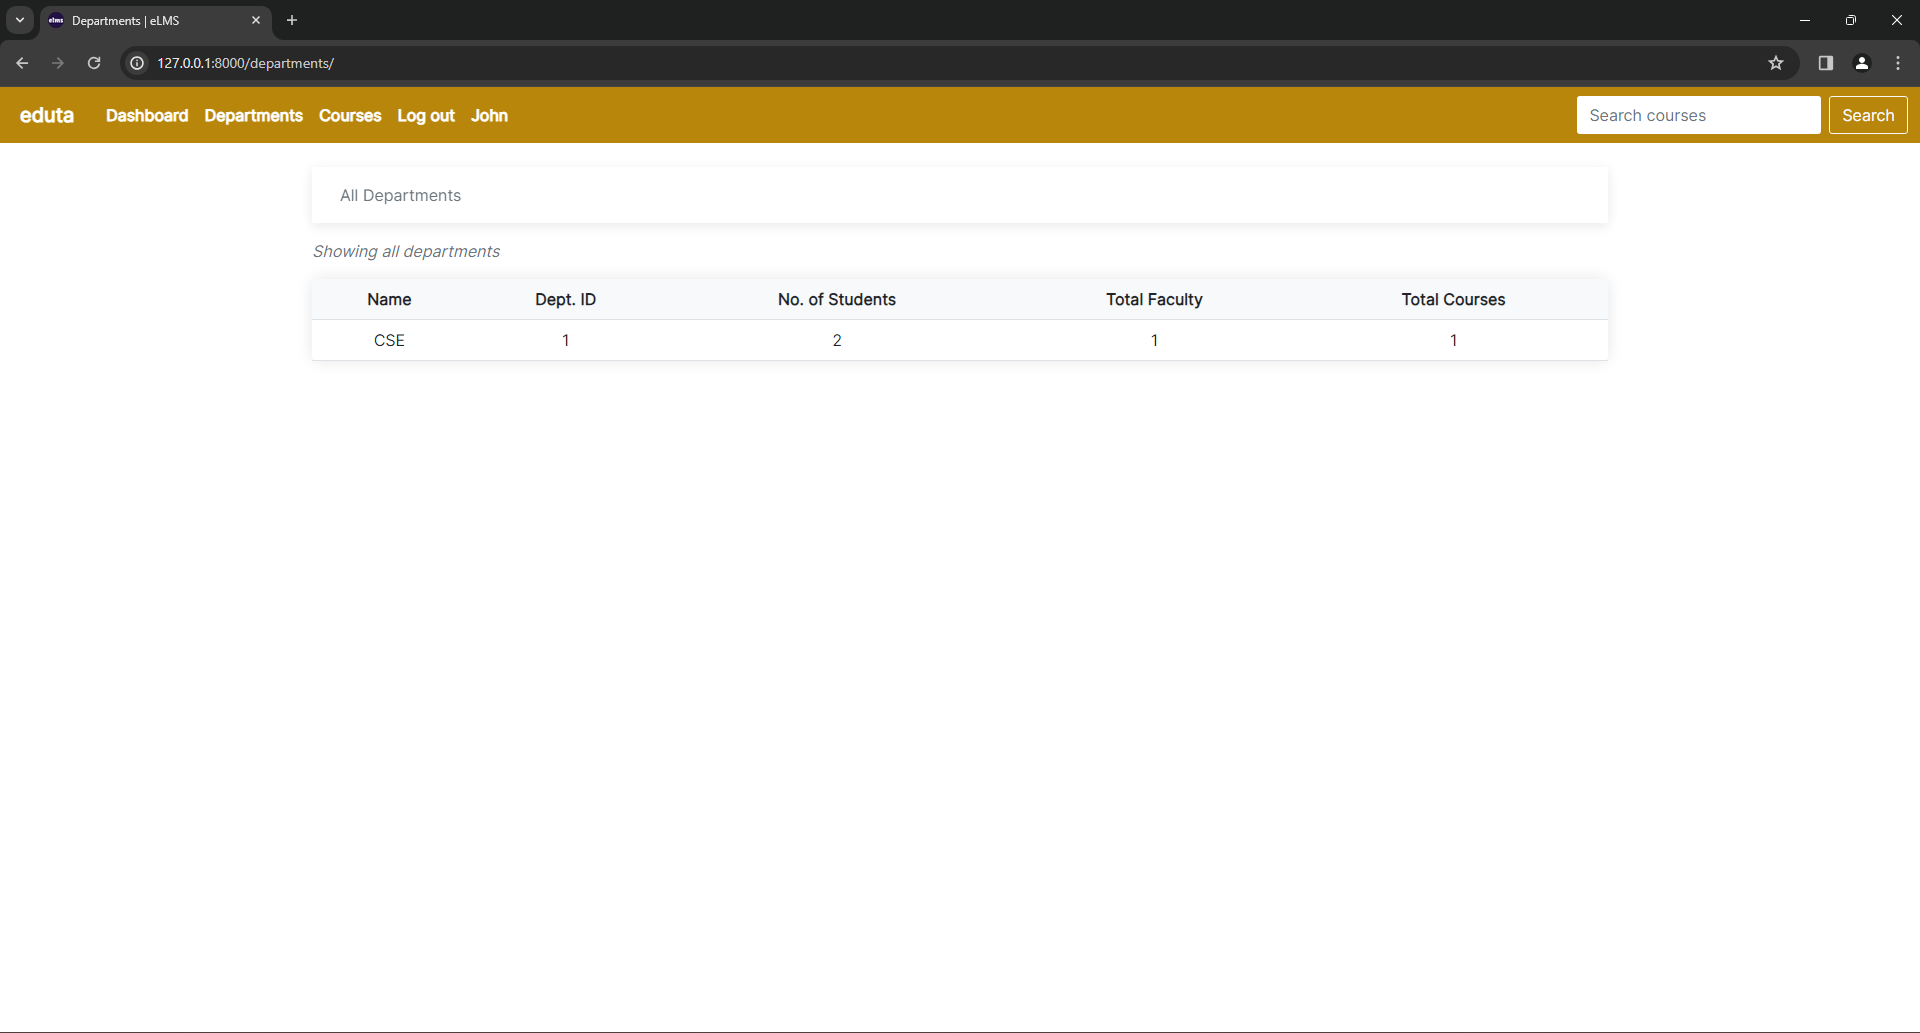 elms Departments | eLMS
127.0.0.1:8000/departments/
eduta Dashboard Departments Courses Log out John Search courses Search
All Departments
Showing all departments
Name Dept. ID No. of Students Total Faculty Total Courses
CSE 1 2 1 1